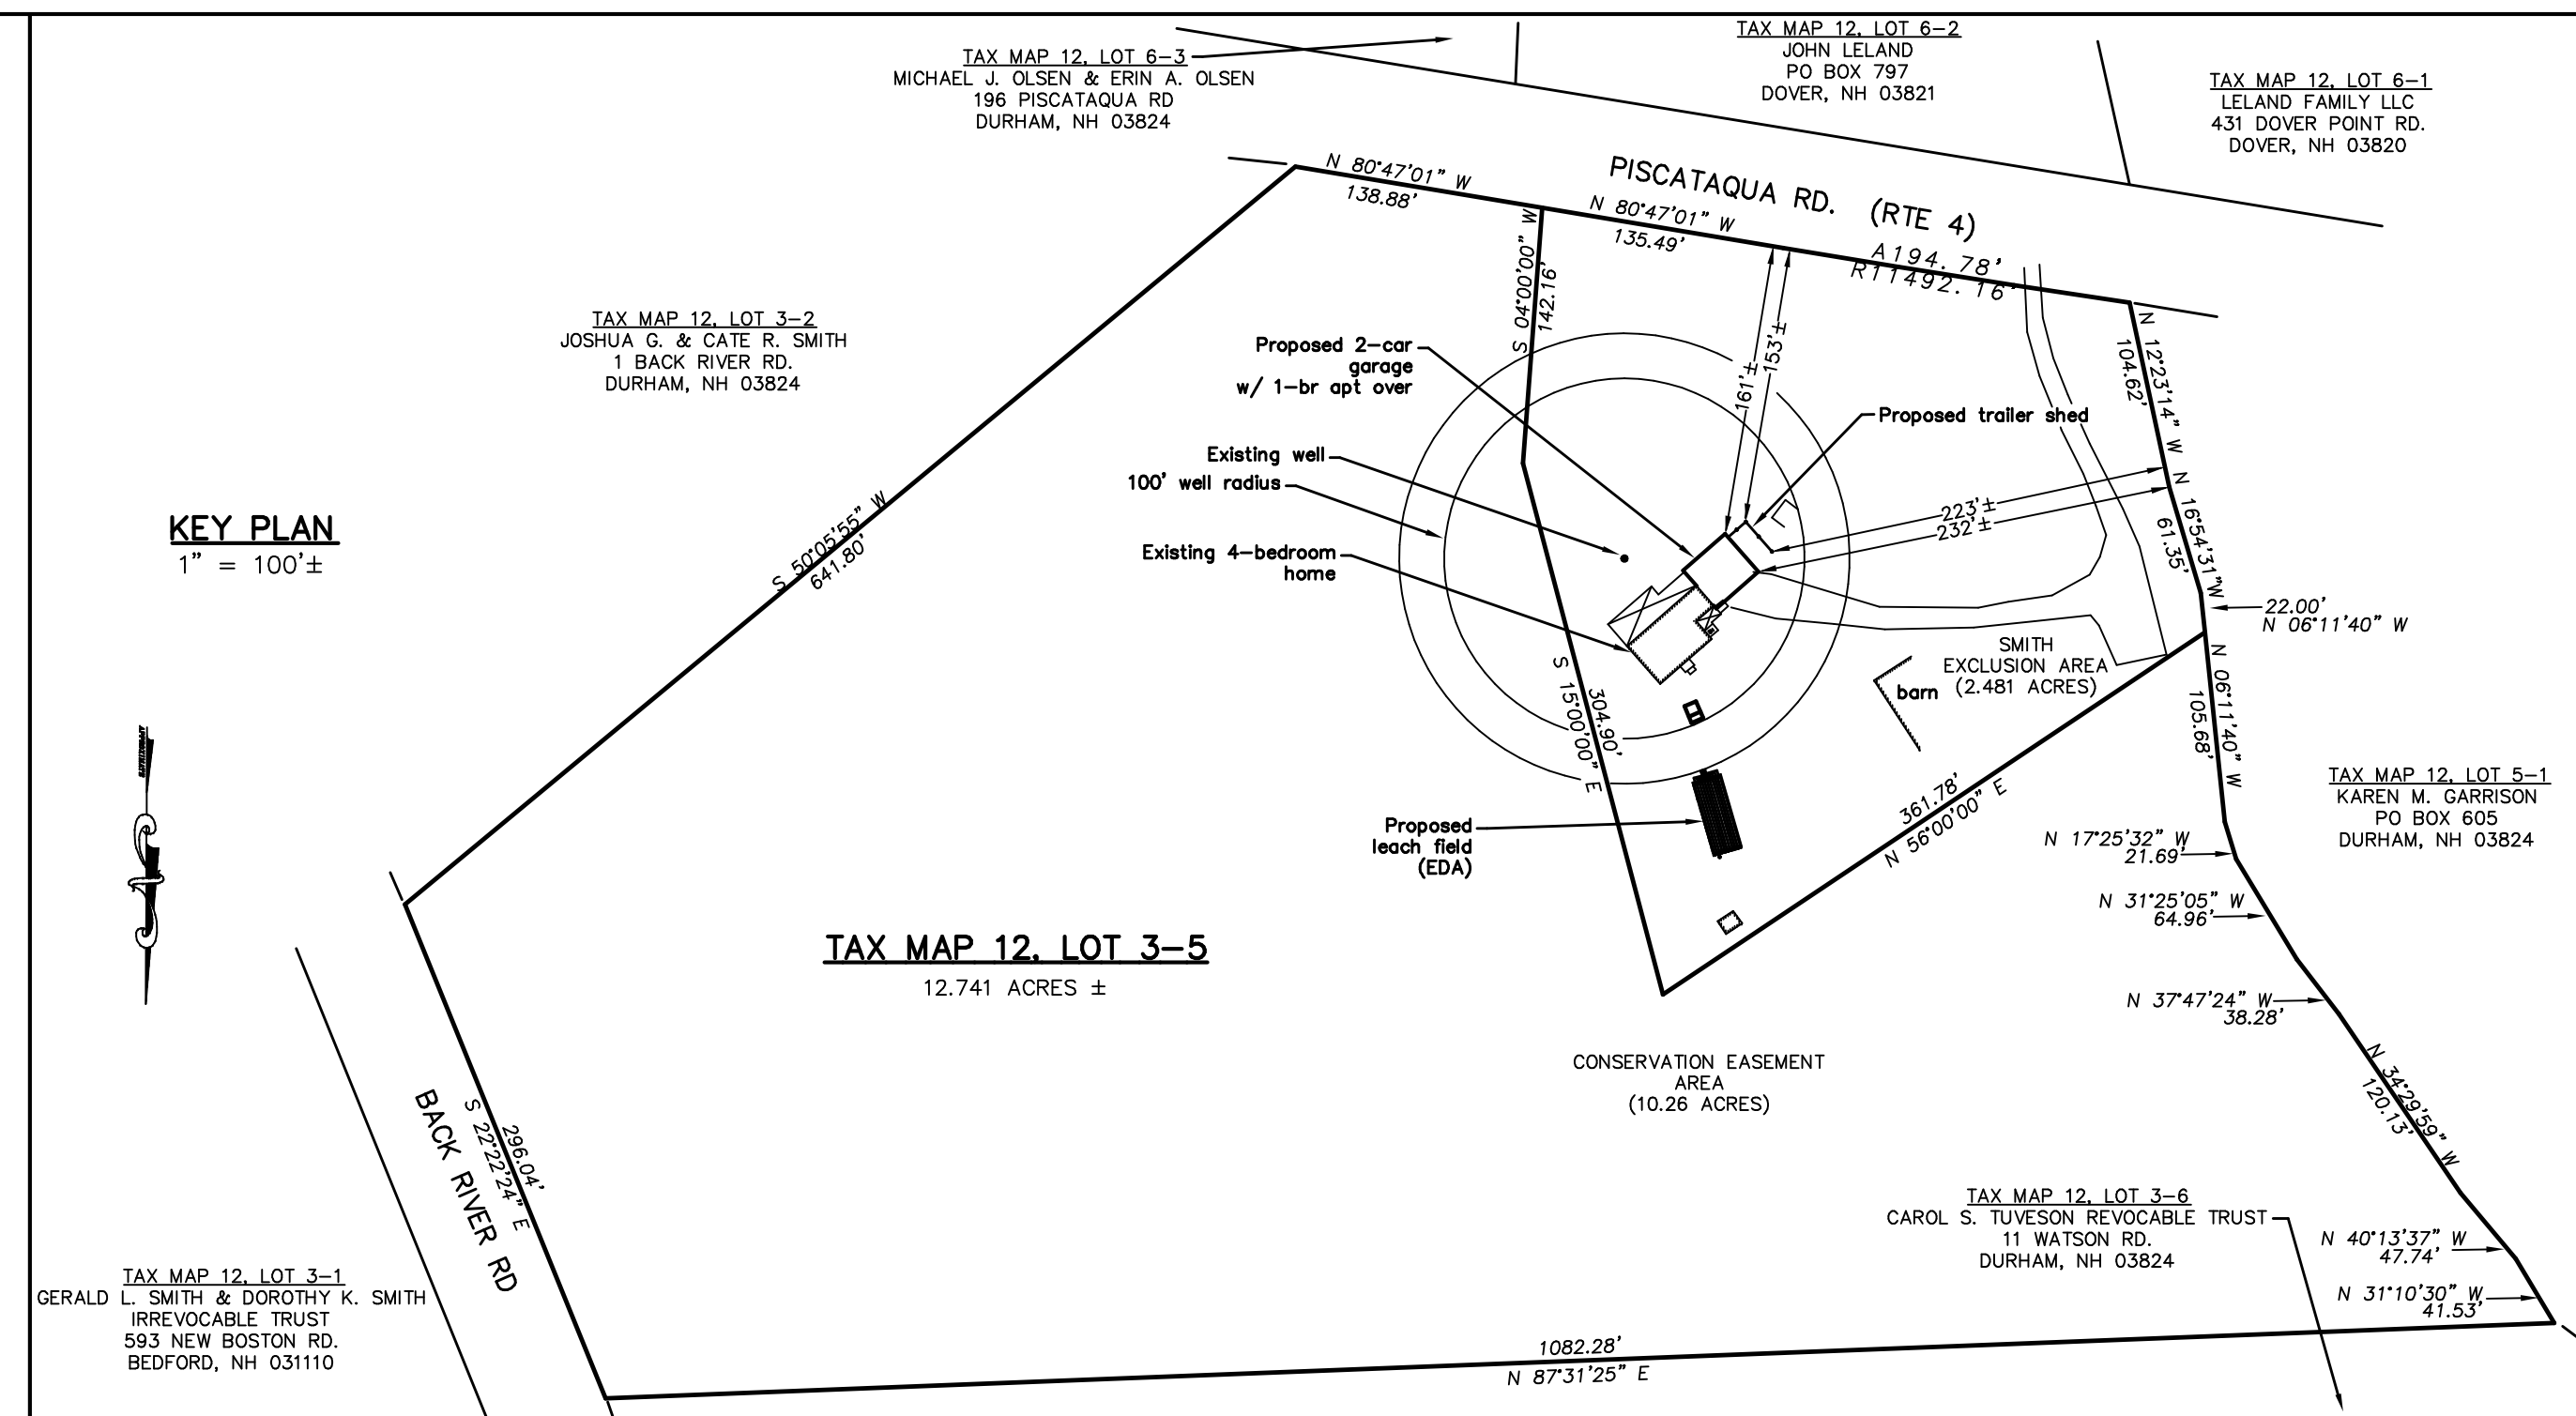 TAX MAP 12, LOT 6-3
MICHAEL J. OLSEN & ERIN A. OLSEN
196 PISCATAQUA RD
DURHAM, NH 03824
TAX MAP 12, LOT 6-2
JOHN LELAND
PO BOX 797
DOVER, NH 03821
TAX MAP 12, LOT 6-1
LELAND FAMILY LLC
431 DOVER POINT RD.
DOVER, NH 03820
N 80°47'01" W
138.88'
PISCATAQUA RD. (RTE 4)
N 80°47'01" W
135.49'
A194.78'
R11492.16'
S 04°00'00" W
142.16'
TAX MAP 12, LOT 3-2
JOSHUA G. & CATE R. SMITH
1 BACK RIVER RD.
DURHAM, NH 03824
Proposed 2-car
garage
w/ 1-br apt over
161'±
153'±
N 12°23'14" W
104.62'
Proposed trailer shed
Existing well
100' well radius
Existing 4-bedroom
home
223'±
232'±
N 16°54'31" W
61.35'
KEY PLAN
1" = 100'±
S 50°05'55" W
641.80'
22.00'
N 06°11'40" W
SMITH
EXCLUSION AREA
(2.481 ACRES)
barn
N 06°11'40" W
105.68'
304.90'
S 15°00'00" E
Proposed
leach field
(EDA)
361.78'
N 56°00'00" E
TAX MAP 12, LOT 5-1
KAREN M. GARRISON
PO BOX 605
DURHAM, NH 03824
N 17°25'32" W
21.69'
N 31°25'05" W
64.96'
N 37°47'24" W
38.28'
TAX MAP 12, LOT 3-5
12.741 ACRES ±
CONSERVATION EASEMENT
AREA
(10.26 ACRES)
N 34°29'59" W
120.13'
BACK RIVER RD
296.04'
S 22°22'24" E
TAX MAP 12, LOT 3-6
CAROL S. TUVESON REVOCABLE TRUST
11 WATSON RD.
DURHAM, NH 03824
N 40°13'37" W
47.74'
N 31°10'30" W
41.53'
TAX MAP 12, LOT 3-1
GERALD L. SMITH & DOROTHY K. SMITH
IRREVOCABLE TRUST
593 NEW BOSTON RD.
BEDFORD, NH 031110
1082.28'
N 87°31'25" E